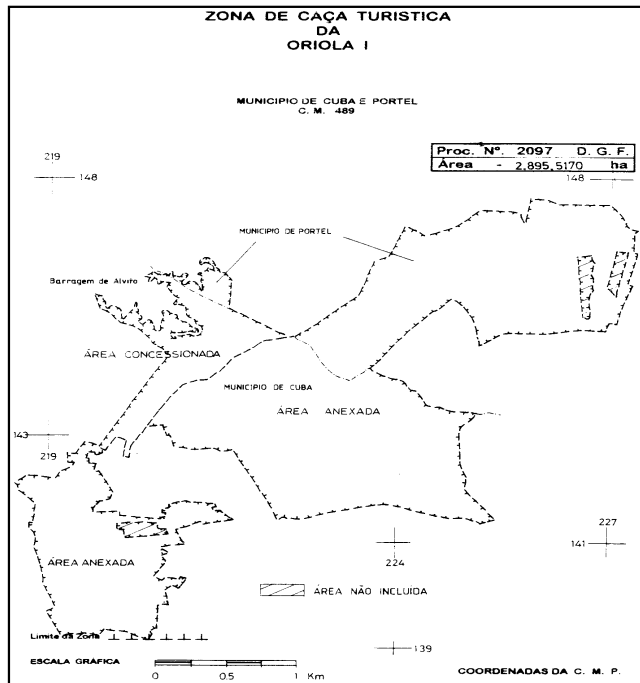 ZONA DE CAÇA TURISTICA
DA
ORIOLA I
MUNICIPIO DE CUBA E PORTEL
C. M. 489
Proc. Nº. 2097 D. G. F.
Área - 2,895,5170 ha
219
148
148
MUNICIPIO DE PORTEL
Barragem de Alvito
ÁREA CONCESSIONADA
MUNICIPIO DE CUBA
ÁREA ANEXADA
143
219
227
141
224
ÁREA ANEXADA
ÁREA NÃO INCLUIDA
Limite da Zona
139
ESCALA GRÁFICA
0 0,5 1 Km
COORDENADAS DA C. M. P.